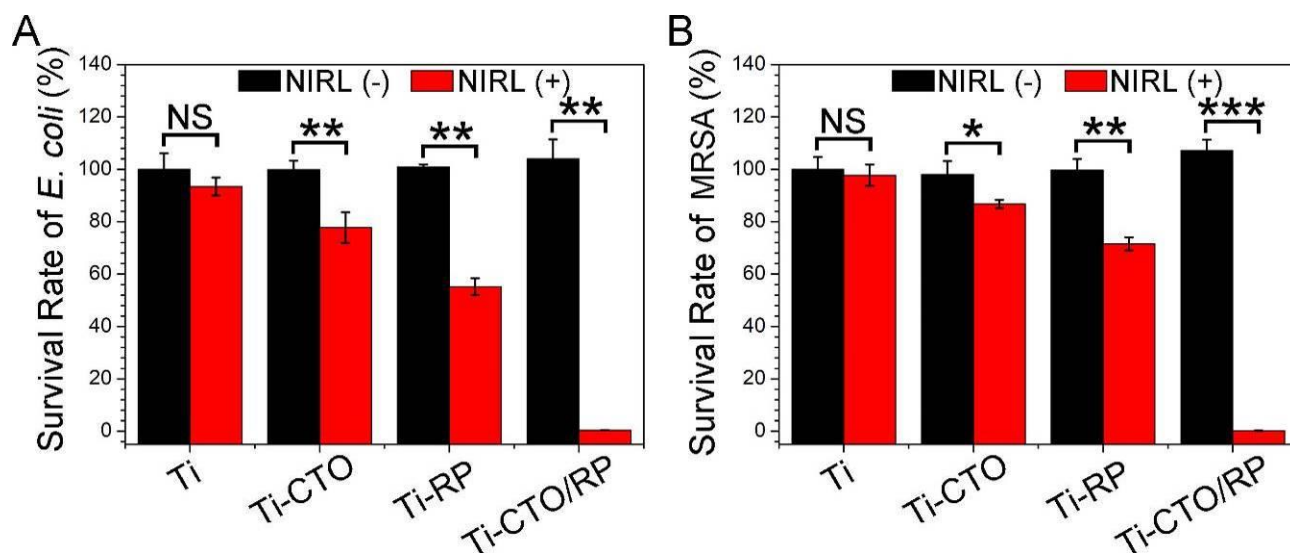 A
Survival Rate of E. coli (%)
140
120
100
80
60
40
20
0
NIRL (-) NIRL (+)
NS
**
**
**
Ti
Ti-CTO
Ti-RP
Ti-CTO/RP
B
Survival Rate of MRSA (%)
140
120
100
80
60
40
20
0
NIRL (-) NIRL (+)
NS
*
**
***
Ti
Ti-CTO
Ti-RP
Ti-CTO/RP